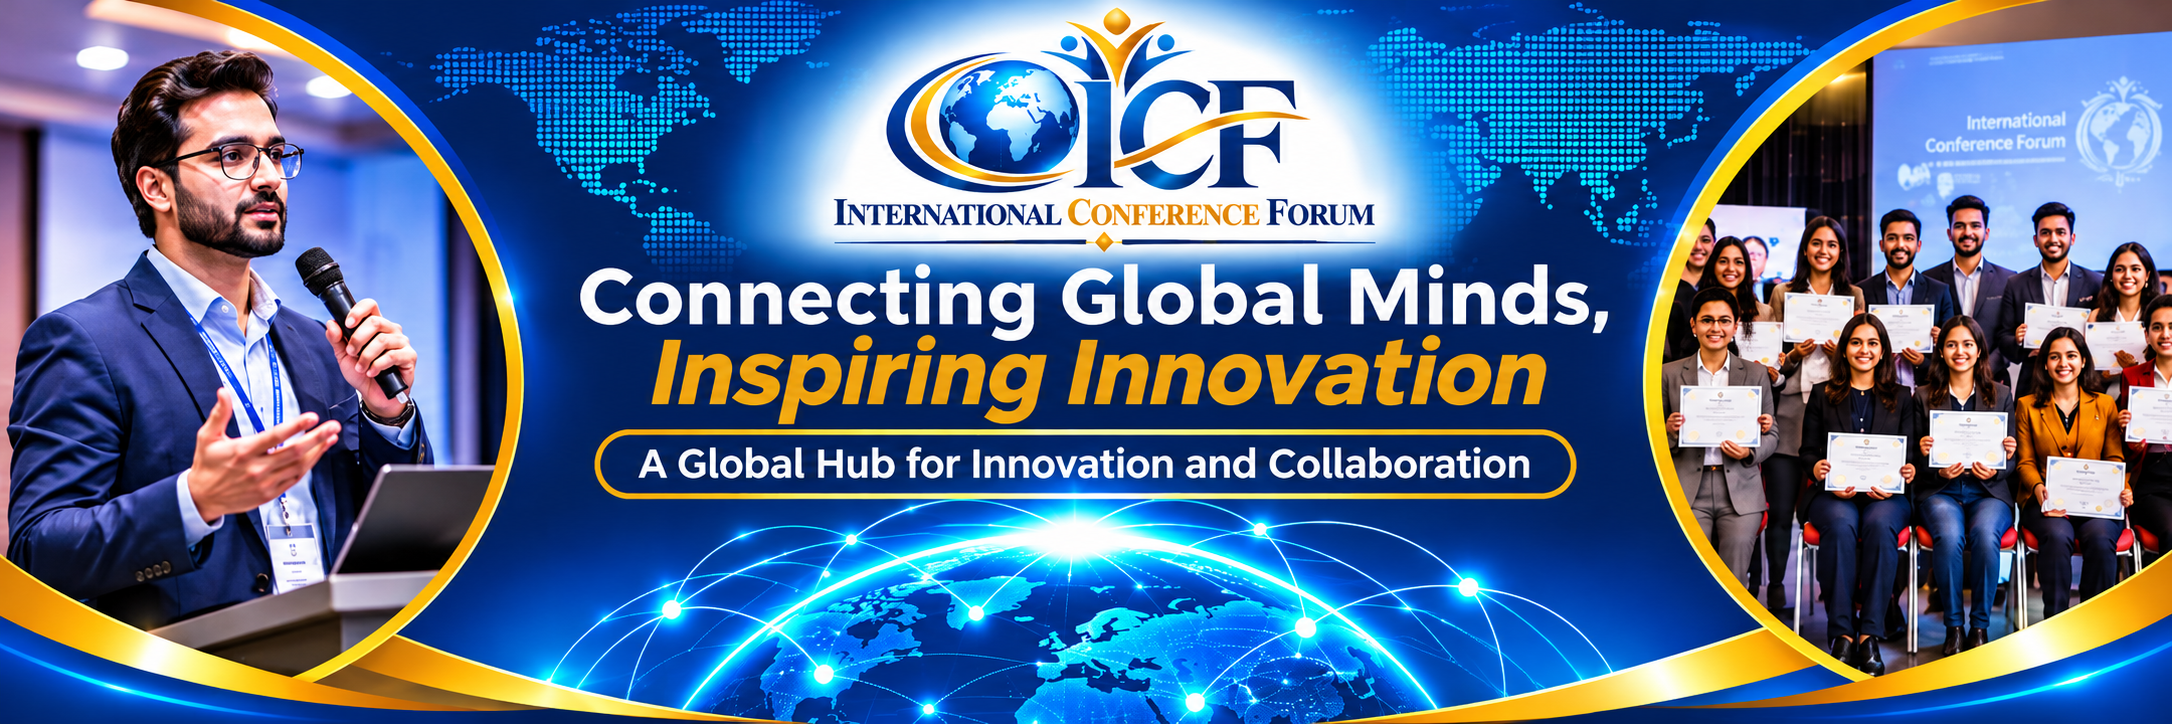 ICF
INTERNATIONAL CONFERENCE FORUM
Connecting Global Minds,
Inspiring Innovation
A Global Hub for Innovation and Collaboration
International
Conference Forum